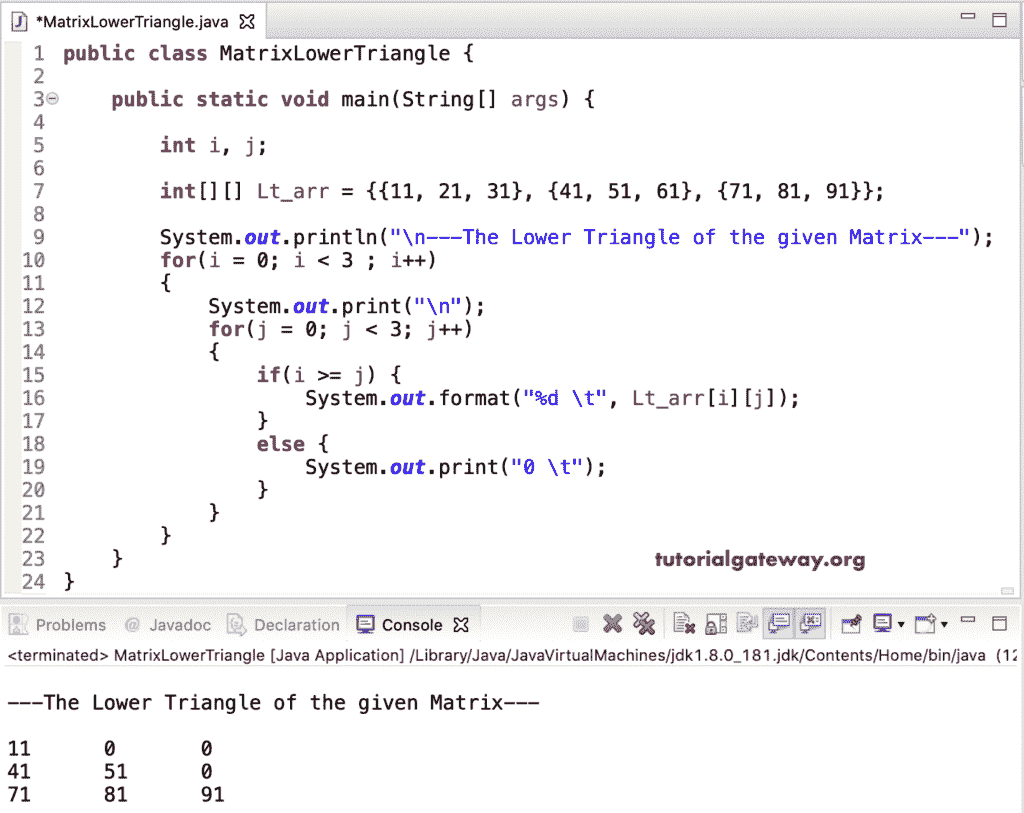 *MatrixLowerTriangle.java
1 public class MatrixLowerTriangle {
2
3 public static void main(String[] args) {
4
5 int i, j;
6
7 int[][] Lt_arr = {{11, 21, 31}, {41, 51, 61}, {71, 81, 91}};
8
9 System.out.println("\n---The Lower Triangle of the given Matrix---");
10 for(i = 0; i < 3 ; i++)
11 {
12 System.out.print("\n");
13 for(j = 0; j < 3; j++)
14 {
15 if(i >= j) {
16 System.out.format("%d \t", Lt_arr[i][j]);
17 }
18 else {
19 System.out.print("0 \t");
20 }
21 }
22 }
23 }
tutorialgateway.org
24 }
Problems @ Javadoc Declaration Console
<terminated> MatrixLowerTriangle [Java Application] /Library/Java/JavaVirtualMachines/jdk1.8.0_181.jdk/Contents/Home/bin/java (12
---The Lower Triangle of the given Matrix---
11 0 0
41 51 0
71 81 91